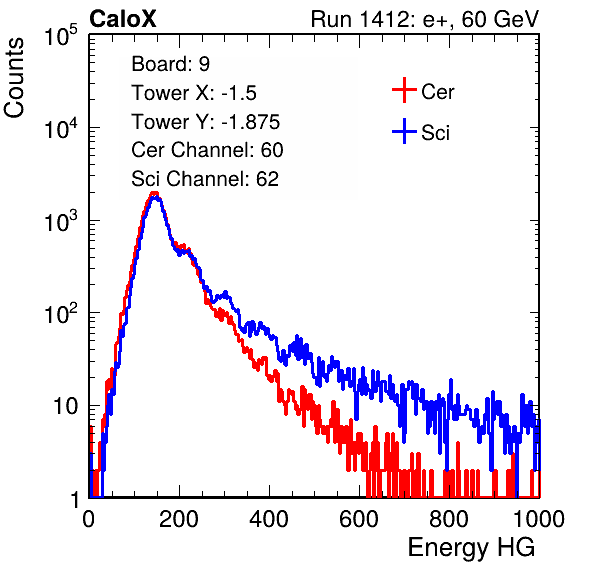 CaloX Run 1412: e+, 60 GeV
Counts
Board: 9
Tower X: -1.5
Tower Y: -1.875
Cer Channel: 60
Sci Channel: 62
Cer
Sci
10^5
10^4
10^3
10^2
10
1
0 200 400 600 800 1000
Energy HG